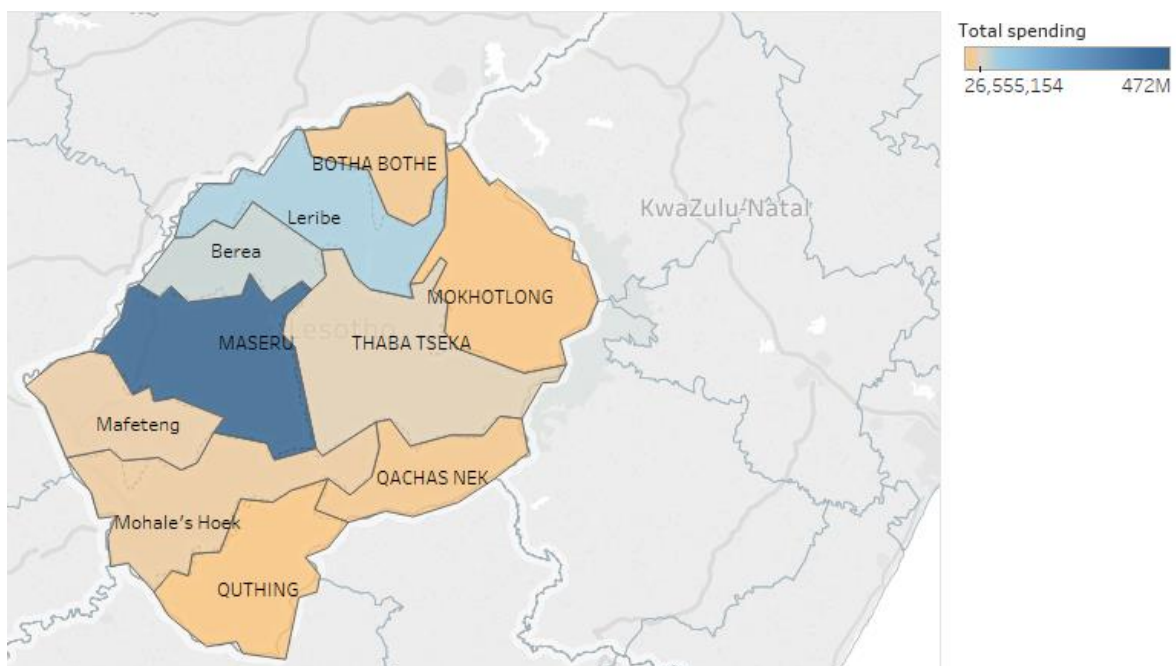 Total spending
26,555,154 472M
BOTHA BOTHE
Leribe
KwaZulu-Natal
Berea
MOKHOTLONG
Lesotho
MASERU
THABA TSEKA
Mafeteng
QACHAS NEK
Mohale’s Hoek
QUTHING